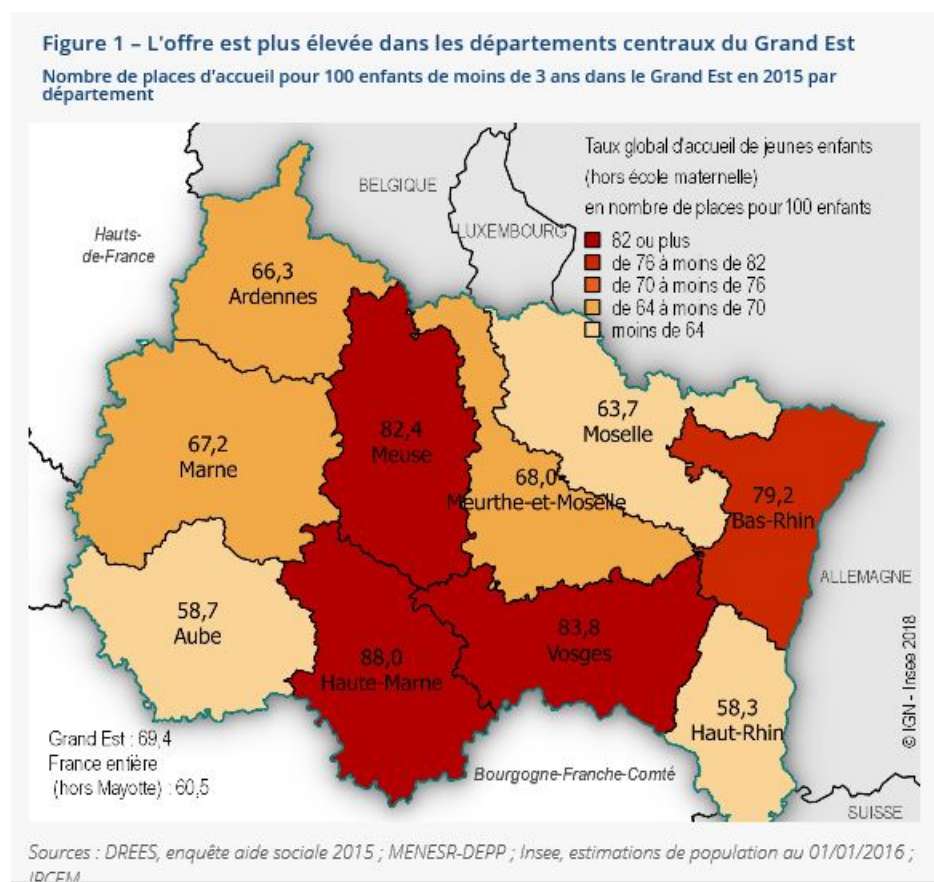 Figure 1 – L'offre est plus élevée dans les départements centraux du Grand Est
Nombre de places d'accueil pour 100 enfants de moins de 3 ans dans le Grand Est en 2015 par
département
Taux global d'accueil de jeunes enfants
(hors école maternelle)
en nombre de places pour 100 enfants
82 ou plus
de 76 à moins de 82
de 70 à moins de 76
de 64 à moins de 70
moins de 64
BELGIQUE
LUXEMBOURG
Hauts-
de-France
66,3
Ardennes
67,2
Marne
82,4
Meuse
63,7
Moselle
68,0
Meurthe-et-Moselle
79,2
Bas-Rhin
ALLEMAGNE
58,7
Aube
88,0
Haute-Marne
83,8
Vosges
58,3
Haut-Rhin
Grand Est : 69,4
France entière
(hors Mayotte) : 60,5
Bourgogne-Franche-Comté
SUISSE
© IGN - Insee 2018
Sources : DREES, enquête aide sociale 2015 ; MENESR-DEPP ; Insee, estimations de population au 01/01/2016 ;